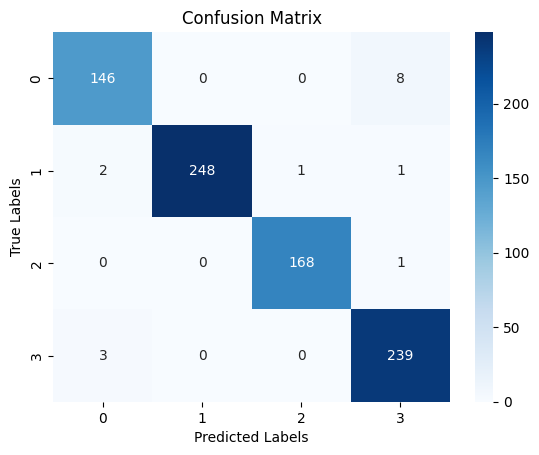 Confusion Matrix
True Labels
0 146 0 0 8
1 2 248 1 1
2 0 0 168 1
3 3 0 0 239
0 1 2 3
Predicted Labels
200
150
100
50
0